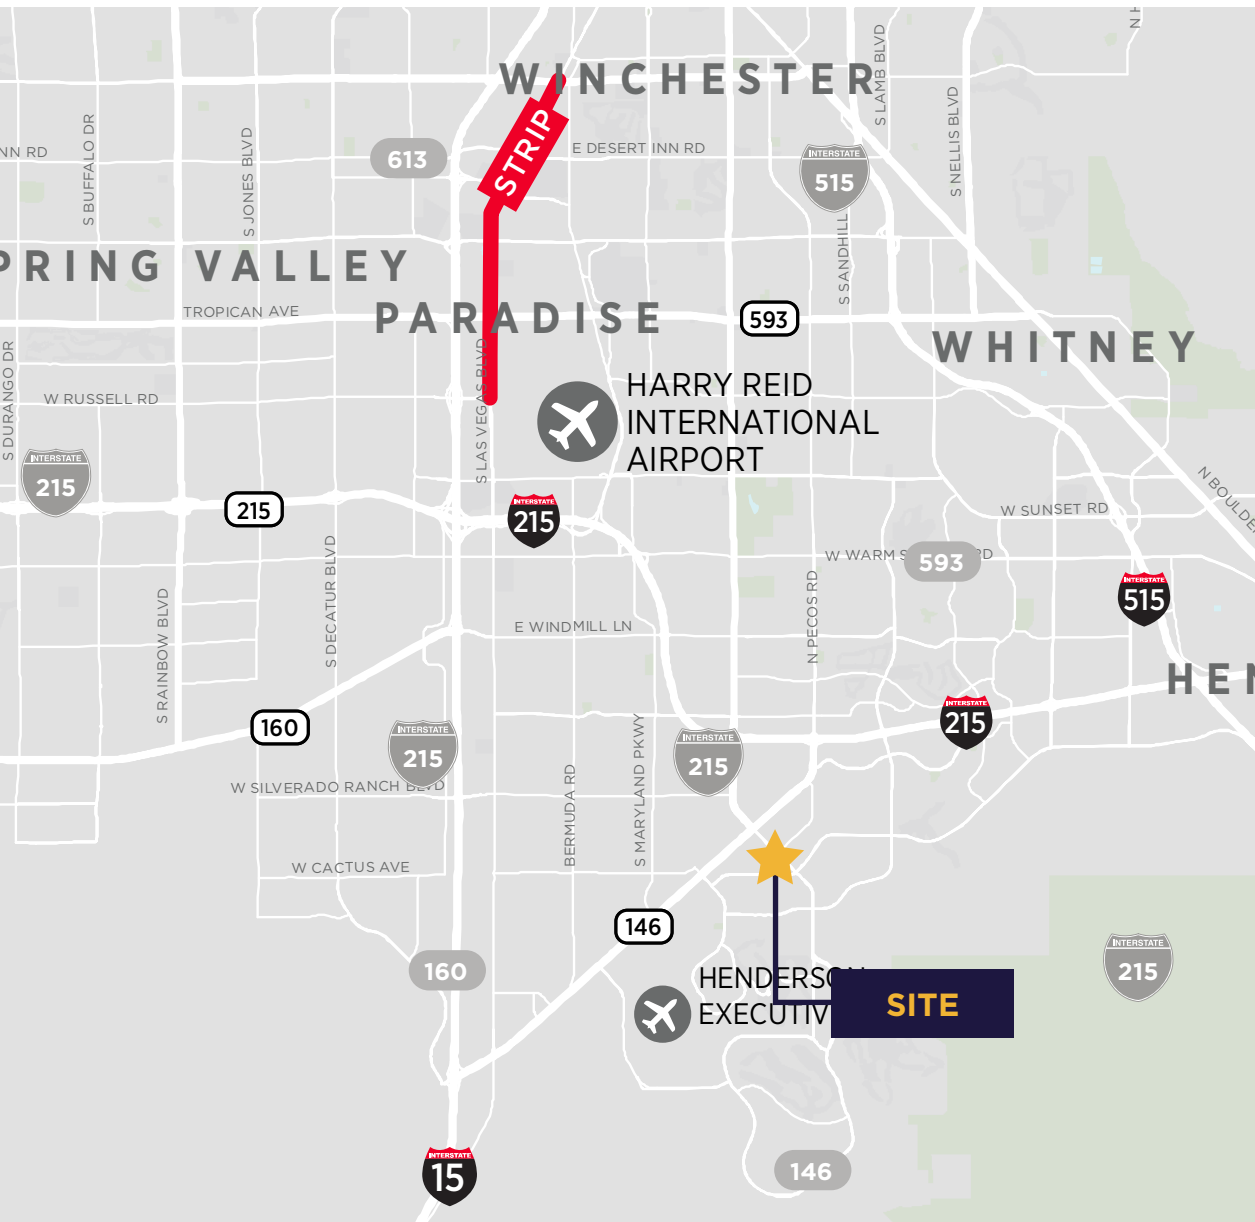 N H
WINCHESTER
S LAMB BLVD
S NELLIS BLVD
S BUFFALO DR
S JONES BLVD
NN RD
613
STRIP
E DESERT INN RD
INTERSTATE
515
S SANDHILL
PRING VALLEY
TROPICAN AVE
PARADISE
593
WHITNEY
S DURANGO DR
W RUSSELL RD
S LAS VEGAS BLVD
HARRY REID
INTERNATIONAL
AIRPORT
INTERSTATE
215
215
INTERSTATE
215
W SUNSET RD
N BOULDE
S DECATUR BLVD
W WARM S
RD
593
N PECOS RD
INTERSTATE
515
S RAINBOW BLVD
E WINDMILL LN
HEN
160
INTERSTATE
215
INTERSTATE
215
INTERSTATE
215
W SILVERADO RANCH BLVD
BERMUDA RD
S MARYLAND PKWY
W CACTUS AVE
146
160
INTERSTATE
215
HENDERSON
EXECUTIV
SITE
INTERSTATE
15
146